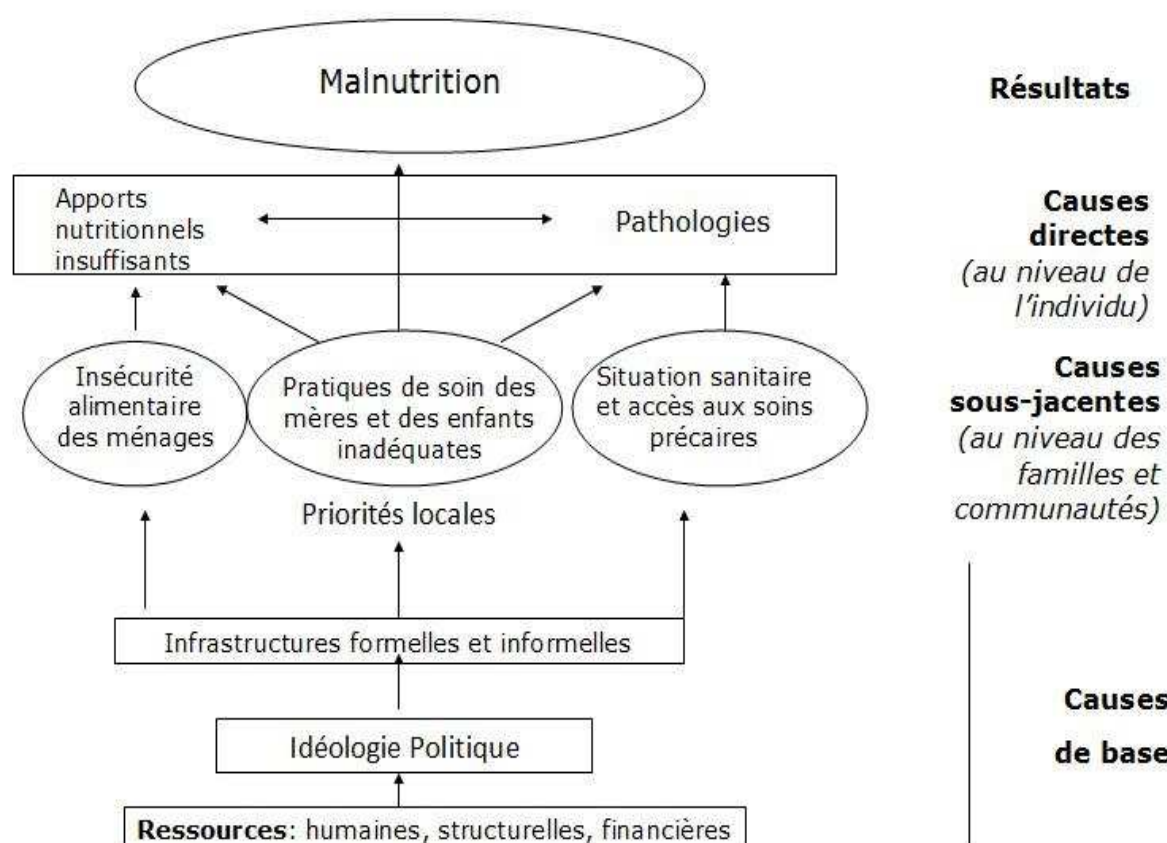 Malnutrition
Résultats
Apports
nutritionnels
insuffisants
Pathologies
Causes
directes
(au niveau de
l'individu)
Insécurité
alimentaire
des ménages
Pratiques de soin des
mères et des enfants
inadéquates
Situation sanitaire
et accès aux soins
précaires
Causes
sous-jacentes
(au niveau des
familles et
communautés)
Priorités locales
Infrastructures formelles et informelles
Causes
de base
Idéologie Politique
Ressources: humaines, structurelles, financières